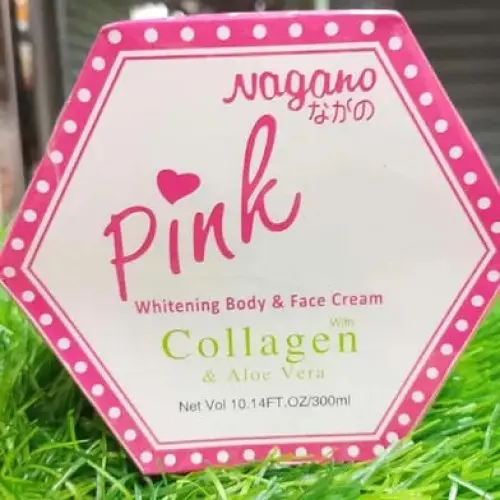 Nagano
ながの
Pink
Whitening Body & Face Cream
With
Collagen
& Aloe Vera
Net Vol 10.14FT.OZ/300ml